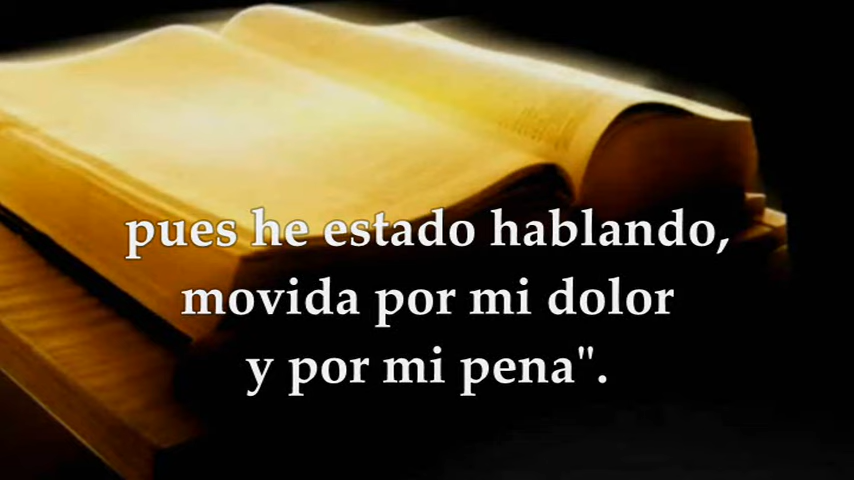 pues he estado hablando,
movida por mi dolor
y por mi pena".